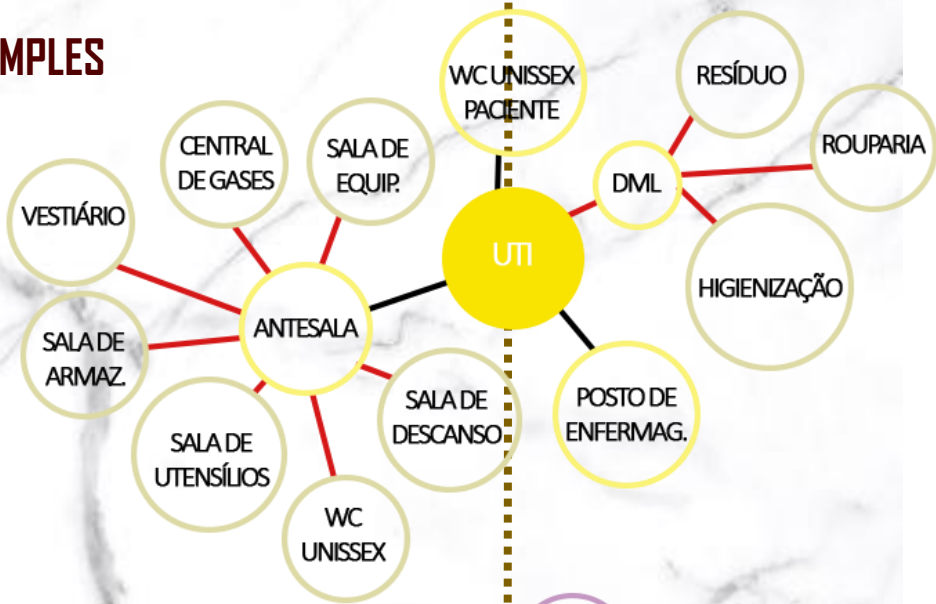 MPLES
WC UNISSEX
PACIENTE
RESÍDUO
CENTRAL
DE GASES
SALA DE
EQUIP.
ROUPARIA
DML
VESTIÁRIO
UTI
HIGIENIZAÇÃO
ANTESALA
SALA DE
ARMAZ.
SALA DE
DESCANSO
POSTO DE
ENFERMAG.
SALA DE
UTENSÍLIOS
WC
UNISSEX